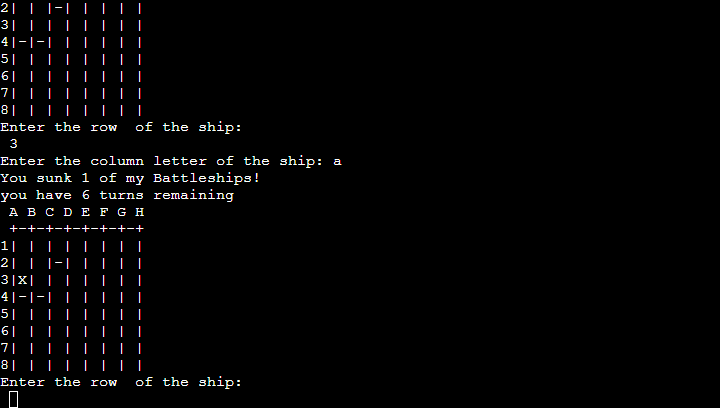 2| | |-| | | | |
3| | | | | | | |
4|-|-| | | | | |
5| | | | | | | |
6| | | | | | | |
7| | | | | | | |
8| | | | | | | |
Enter the row  of the ship:
 3
Enter the column letter of the ship: a
You sunk 1 of my Battleships!
you have 6 turns remaining
 A B C D E F G H
 +-+-+-+-+-+-+-+
1| | | | | | | |
2| | |-| | | | |
3|X| | | | | | |
4|-|-| | | | | |
5| | | | | | | |
6| | | | | | | |
7| | | | | | | |
8| | | | | | | |
Enter the row  of the ship: